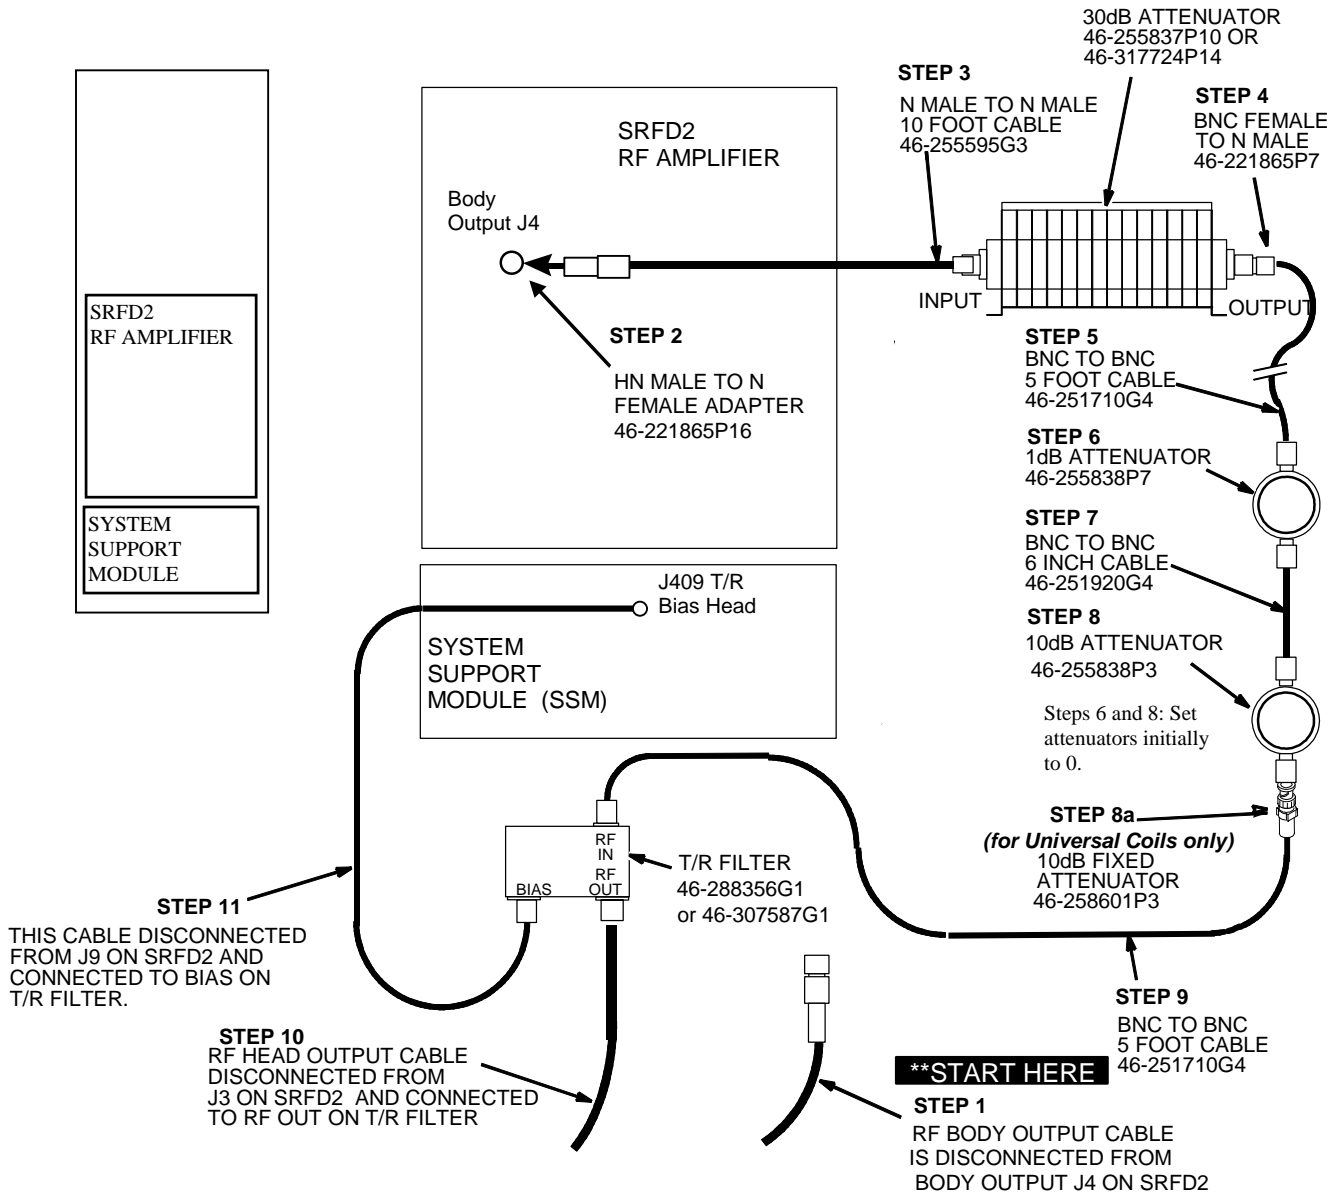 30dB ATTENUATOR
46-255837P10 OR
46-317724P14
STEP 3
N MALE TO N MALE
10 FOOT CABLE
46-255595G3
STEP 4
BNC FEMALE
TO N MALE
46-221865P7
SRFD2
RF AMPLIFIER
Body
Output J4
INPUT
OUTPUT
SRFD2
RF AMPLIFIER
STEP 2
HN MALE TO N
FEMALE ADAPTER
46-221865P16
STEP 5
BNC TO BNC
5 FOOT CABLE
46-251710G4
STEP 6
1dB ATTENUATOR
46-255838P7
STEP 7
BNC TO BNC
6 INCH CABLE
46-251920G4
SYSTEM
SUPPORT
MODULE
J409 T/R
Bias Head
SYSTEM
SUPPORT
MODULE (SSM)
STEP 8
10dB ATTENUATOR
46-255838P3
Steps 6 and 8: Set
attenuators initially
to 0.
STEP 8a
(for Universal Coils only)
10dB FIXED
ATTENUATOR
46-258601P3
RF
IN
RF
OUT
BIAS
T/R FILTER
46-288356G1
or 46-307587G1
STEP 11
THIS CABLE DISCONNECTED
FROM J9 ON SRFD2 AND
CONNECTED TO BIAS ON
T/R FILTER.
STEP 10
RF HEAD OUTPUT CABLE
DISCONNECTED FROM
J3 ON SRFD2 AND CONNECTED
TO RF OUT ON T/R FILTER
STEP 9
BNC TO BNC
5 FOOT CABLE
46-251710G4
**START HERE
STEP 1
RF BODY OUTPUT CABLE
IS DISCONNECTED FROM
BODY OUTPUT J4 ON SRFD2